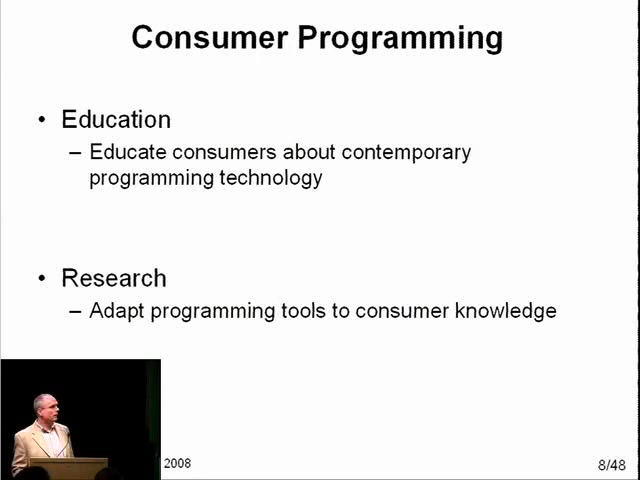 Consumer Programming
• Education
– Educate consumers about contemporary
programming technology
• Research
– Adapt programming tools to consumer knowledge
2008
8/48